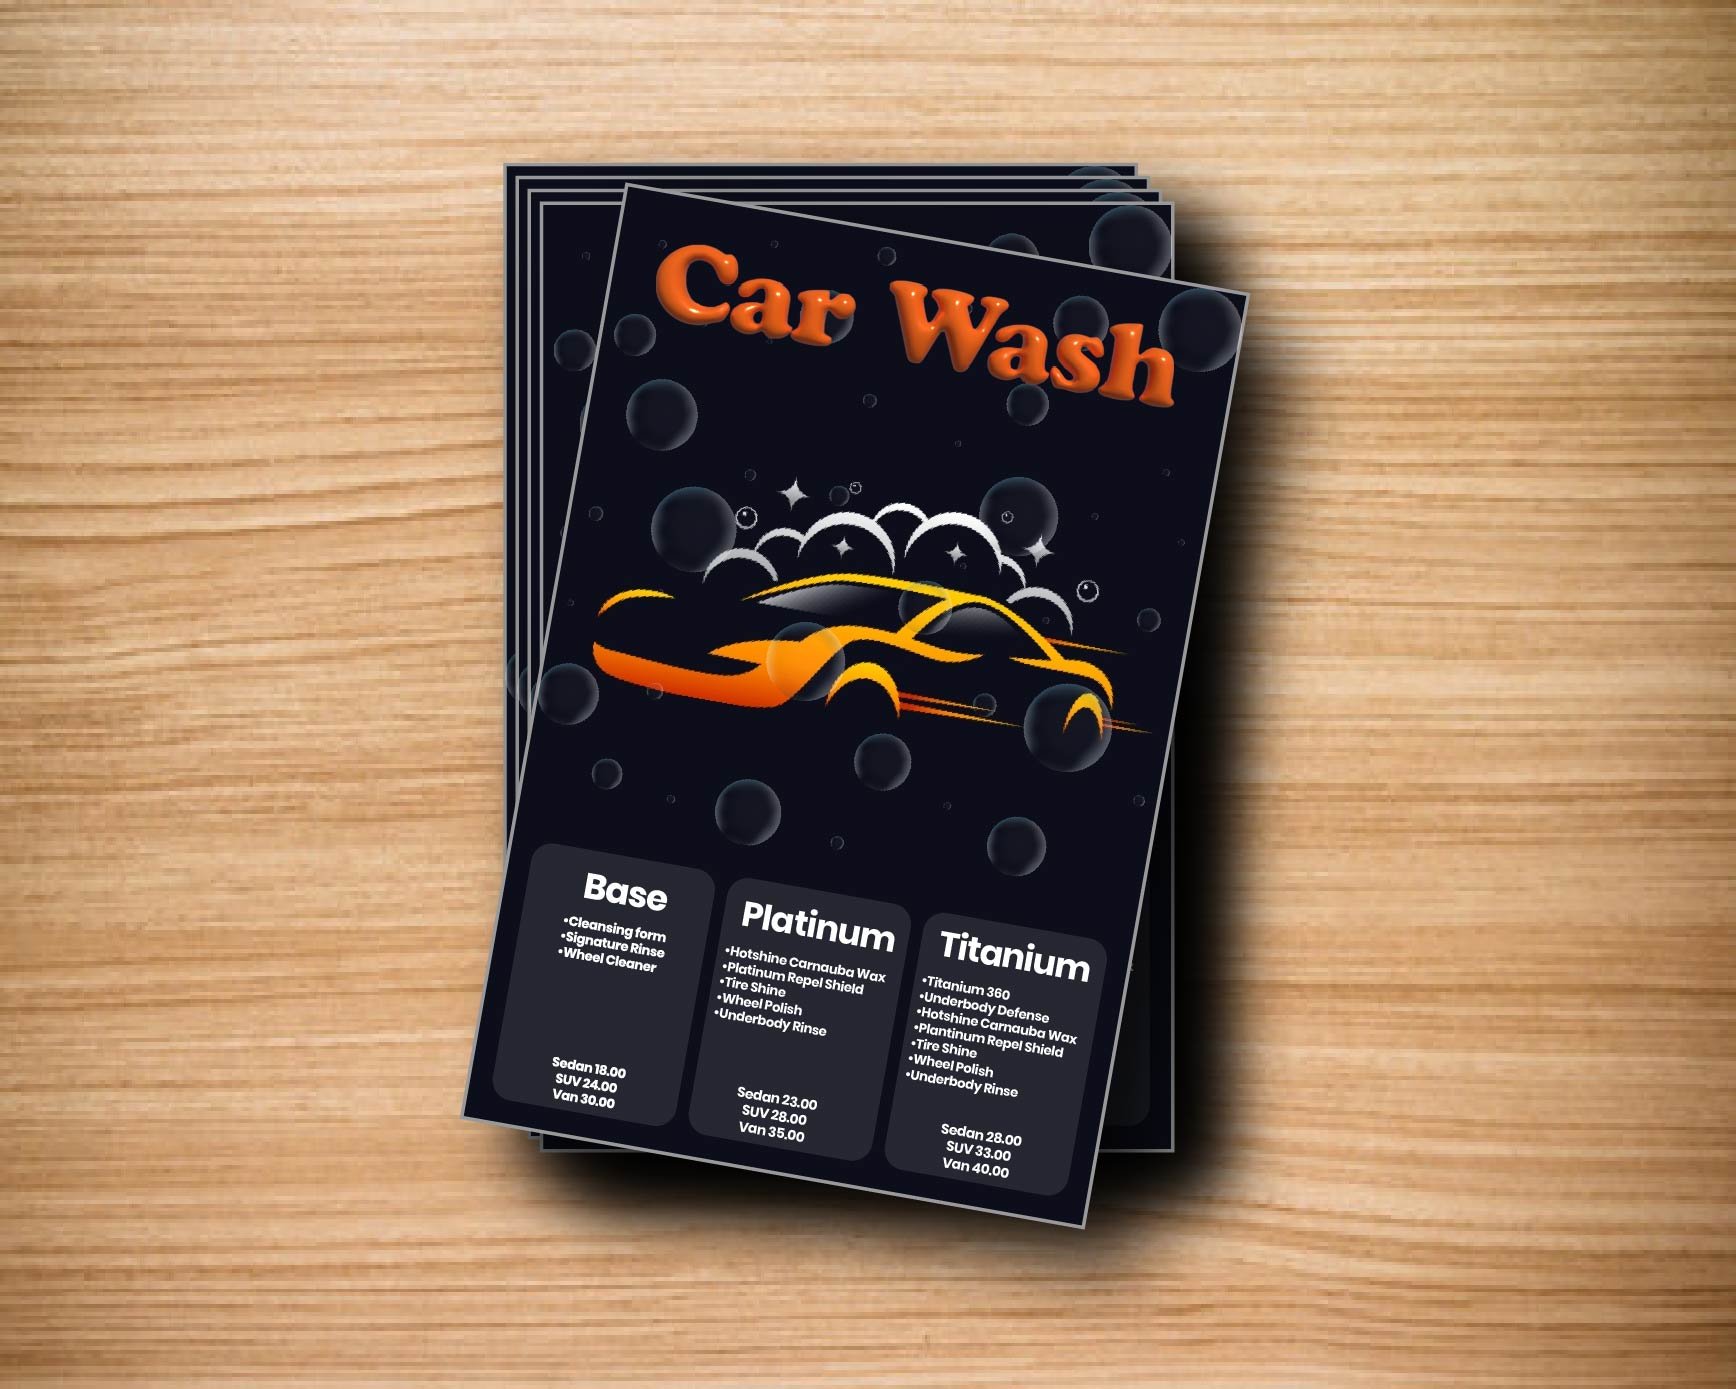 Car Wash
Base
•Cleansing form
•Signature Rinse
•Wheel Cleaner
Sedan 18.00
SUV 24.00
Van 30.00
Platinum
•Hotshine Carnauba Wax
•Platinum Repel Shield
•Tire Shine
•Wheel Polish
•Underbody Rinse
Sedan 23.00
SUV 28.00
Van 35.00
Titanium
•Titanium 360
•Underbody Defense
•Hotshine Carnauba Wax
•Plantinum Repel Shield
•Tire Shine
•Wheel Polish
•Underbody Rinse
Sedan 28.00
SUV 33.00
Van 40.00